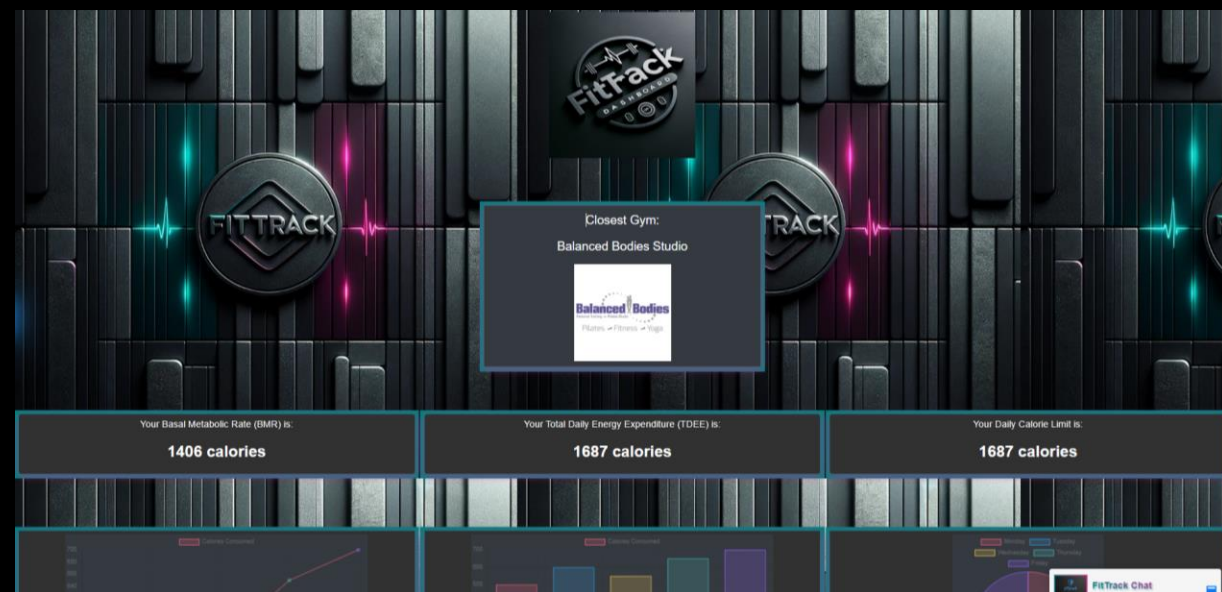 FitTrack
DASHBOARD
FITTRACK
TRACK
Closest Gym:
Balanced Bodies Studio
Balanced Bodies
Pilates Fitness Yoga
Your Basal Metabolic Rate (BMR) is:
1406 calories
Your Total Daily Energy Expenditure (TDEE) is:
1687 calories
Your Daily Calorie Limit is:
1687 calories
Calories Consumed
700
Calories Consumed
700
Monday Tuesday
Wednesday Thursday
Friday
FitTrack Chat